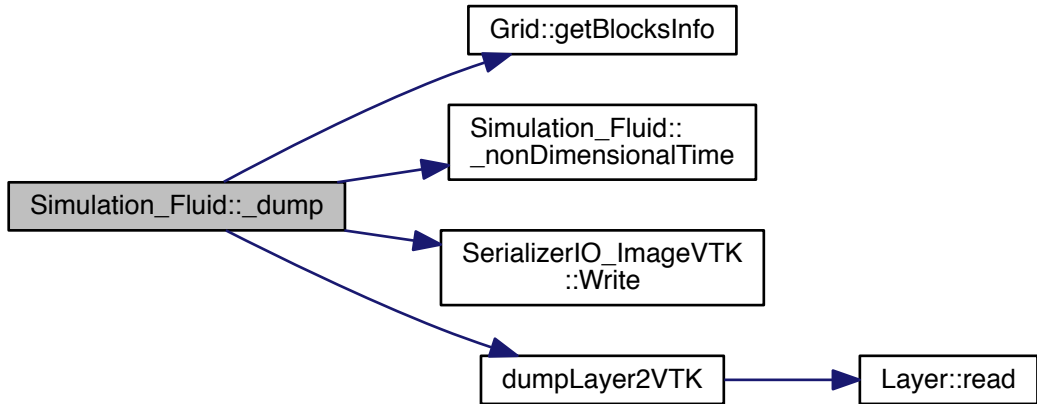 Grid::getBlocksInfo
Simulation_Fluid::
_nonDimensionalTime
Simulation_Fluid::_dump
SerializerIO_ImageVTK
::Write
dumpLayer2VTK
Layer::read